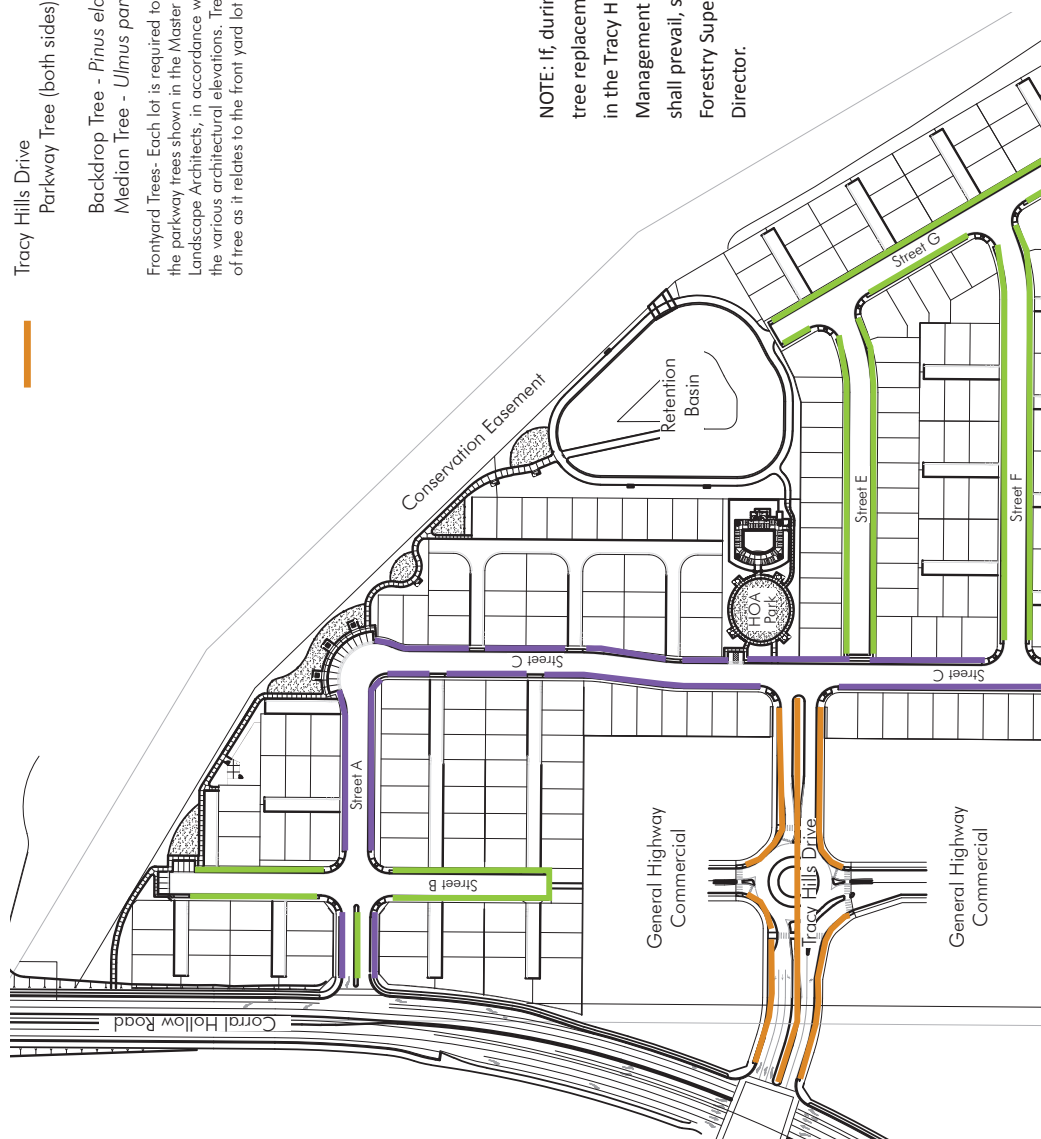 Tracy Hills Drive
Parkway Tree (both sides)
Backdrop Tree - Pinus
Median Tree - Ulmus
Frontyard Trees- Each lot is required to
the parkway trees shown in the Master
Landscape Architects, in accordance
the various architectural elevations.
of tree as it relates to the front yard lot
NOTE: If,
tree
in the Tracy
Management
shall prevail,
Forestry
Director.
Conservation Easement
Retention
Basin
HOA
Park
Street G
Street E
Street F
Street C
Street C
Street A
Street B
Corral Hollow Road
General Highway
Commercial
Tracy Hills Drive
General Highway
Commercial